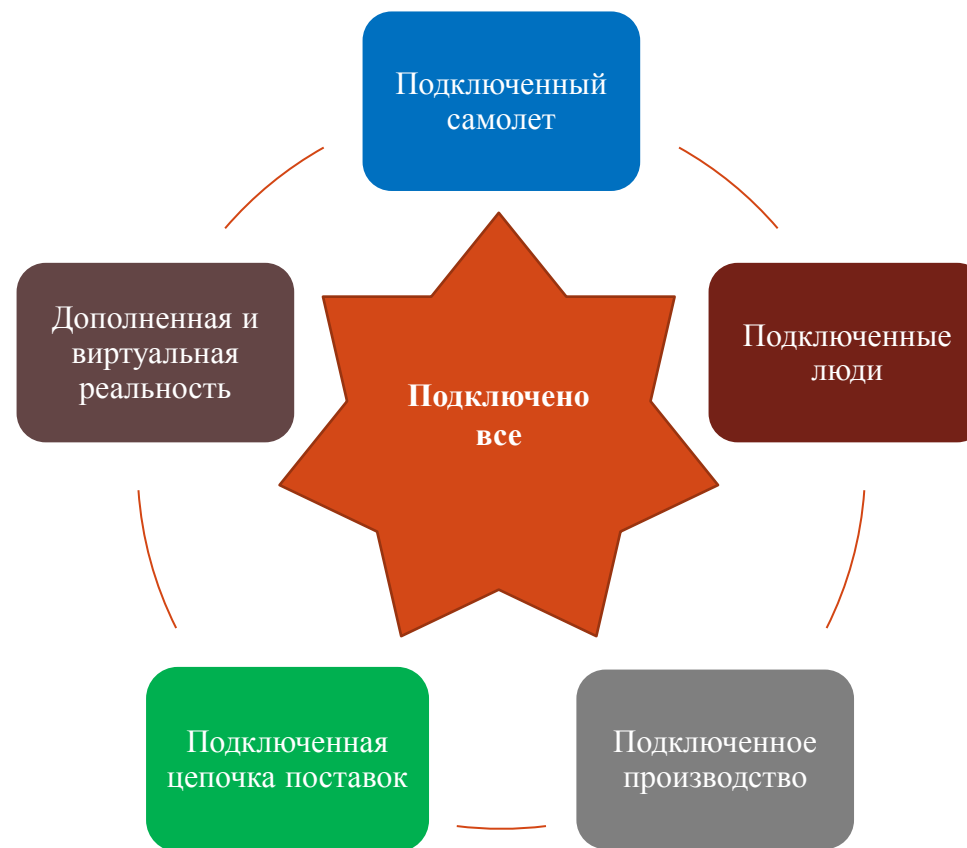 Подключенный
самолет
Дополненная и
виртуальная
реальность
Подключенные
люди
Подключено
все
Подключенная
цепочка поставок
Подключенное
производство